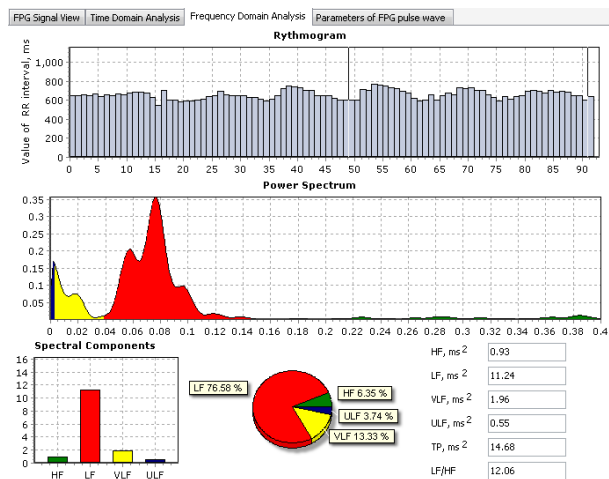 FPG Signal View Time Domain Analysis Frequency Domain Analysis Parameters of FPG pulse wave
Rythmogram
Value of RR interval, ms
1,000
800
600
400
200
0
0 5 10 15 20 25 30 35 40 45 50 55 60 65 70 75 80 85 90
Power Spectrum
0.35
0.3
0.25
0.2
0.15
0.1
0.05
0 0.02 0.04 0.06 0.08 0.1 0.12 0.14 0.16 0.18 0.2 0.22 0.24 0.26 0.28 0.3 0.32 0.34 0.36 0.38 0.4
Spectral Components
16
14
12
10
8
6
4
2
0
HF LF VLF ULF
LF 76.58 %
HF 6.35 %
ULF 3.74 %
VLF 13.33 %
HF, ms 2 0.93
LF, ms 2 11.24
VLF, ms 2 1.96
ULF, ms 2 0.55
TP, ms 2 14.68
LF/HF 12.06